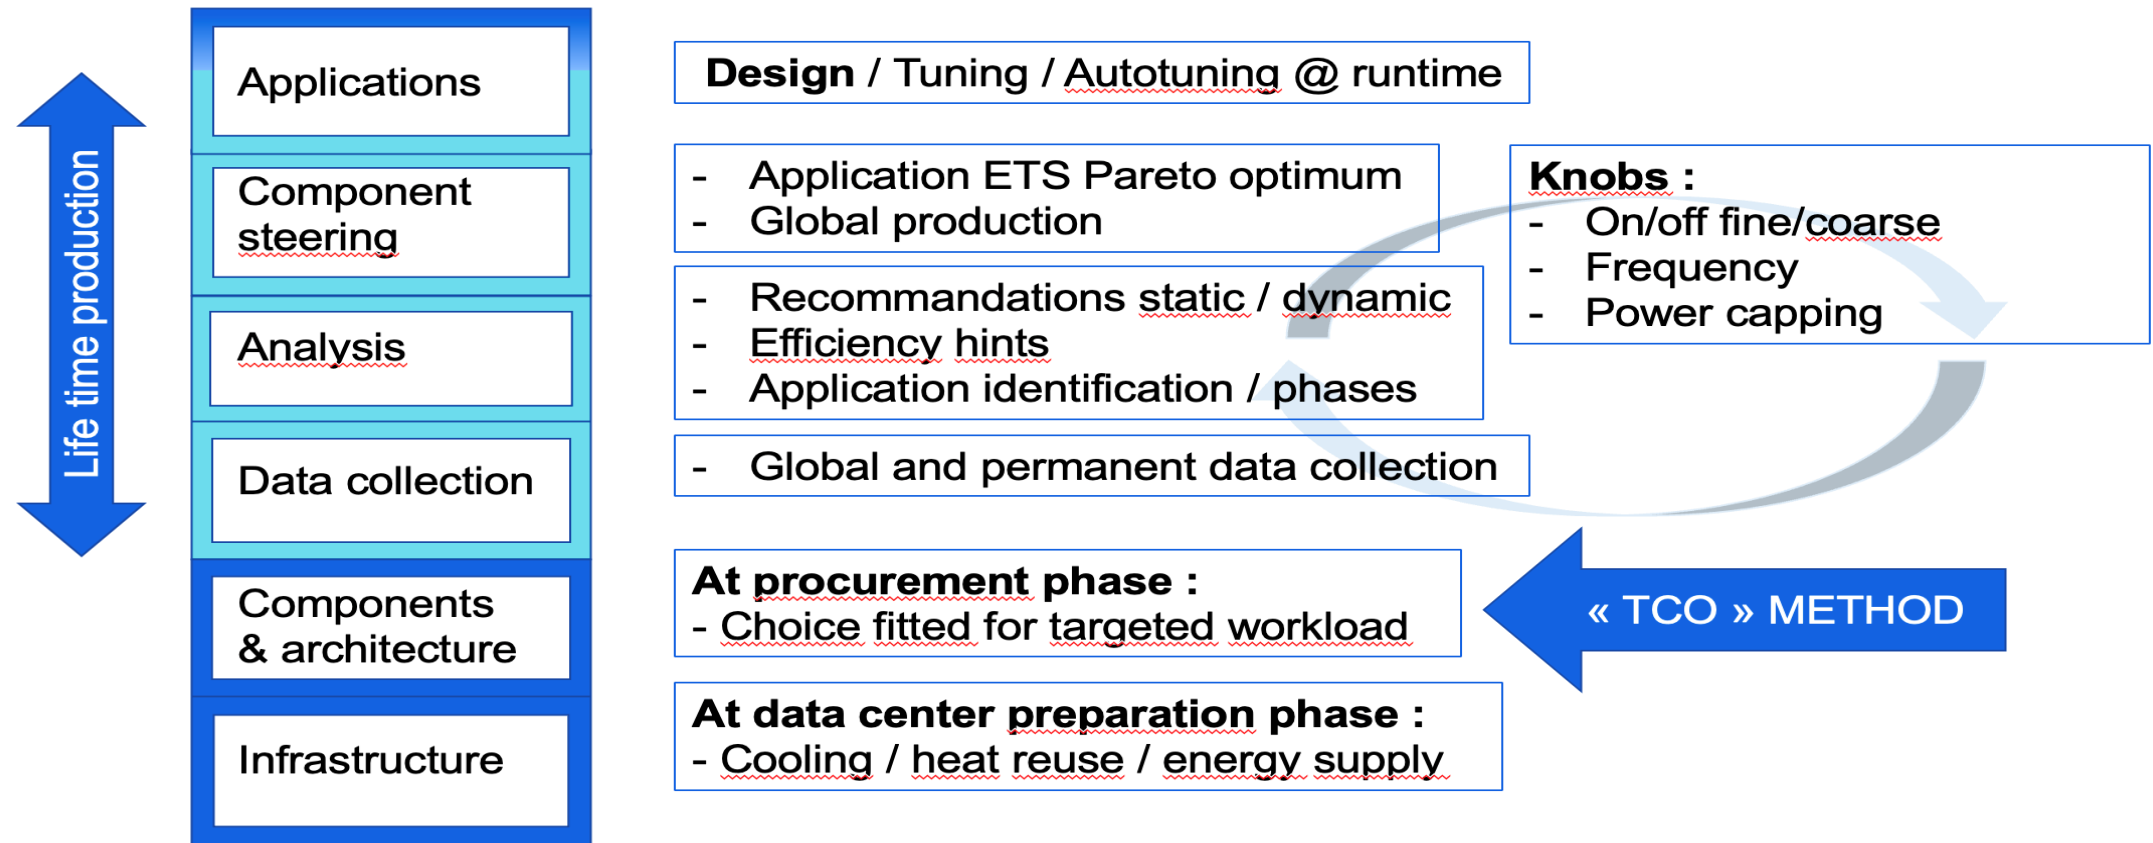 Life time production
Applications
Design / Tuning / Autotuning @ runtime
Component
steering
- Application ETS Pareto optimum
- Global production
Knobs :
- On/off fine/coarse
- Frequency
- Power capping
Analysis
- Recommandations static / dynamic
- Efficiency hints
- Application identification / phases
Data collection
- Global and permanent data collection
Components
& architecture
At procurement phase :
- Choice fitted for targeted workload
« TCO » METHOD
Infrastructure
At data center preparation phase :
- Cooling / heat reuse / energy supply